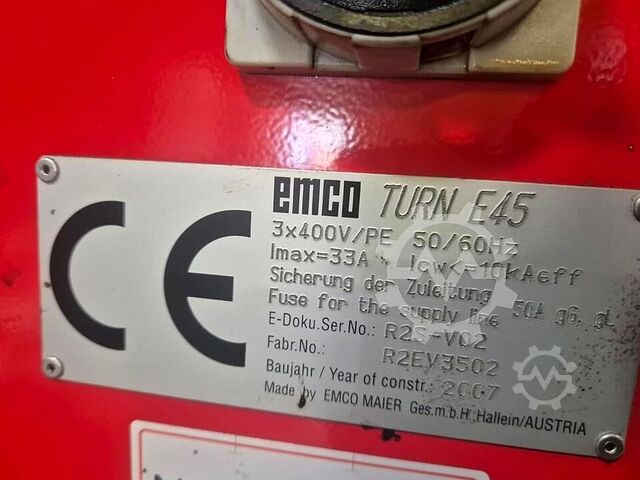 CE
emco TURN E45
3x400V/PE 50/60Hz
Imax=33A Icw<=10kAeff
Sicherung der Zuleitung
Fuse for the supply line 50A gG, gL
E-Doku.Ser.No.: R2S-V02
Fabr.No.: R2EV3502
Baujahr / Year of constr.: 2007
Made by EMCO MAIER Ges.m.b.H. Hallein/AUSTRIA